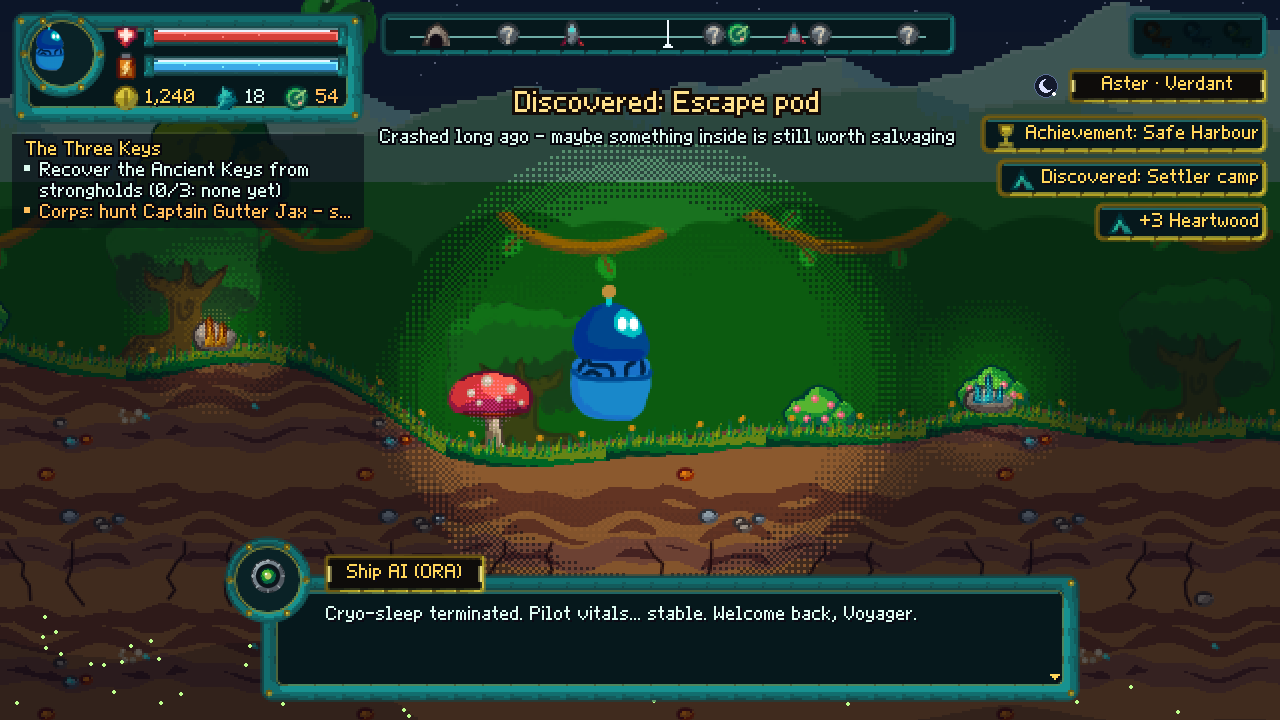 1,240
18
54
Discovered: Escape pod
Crashed long ago – maybe something inside is still worth salvaging
Aster · Verdant
Achievement: Safe Harbour
Discovered: Settler camp
+3 Heartwood
The Three Keys
Recover the Ancient Keys from
strongholds (0/3: none yet)
Corps: hunt Captain Gutter Jax – s...
Ship AI (ORA)
Cryo-sleep terminated. Pilot vitals... stable. Welcome back, Voyager.